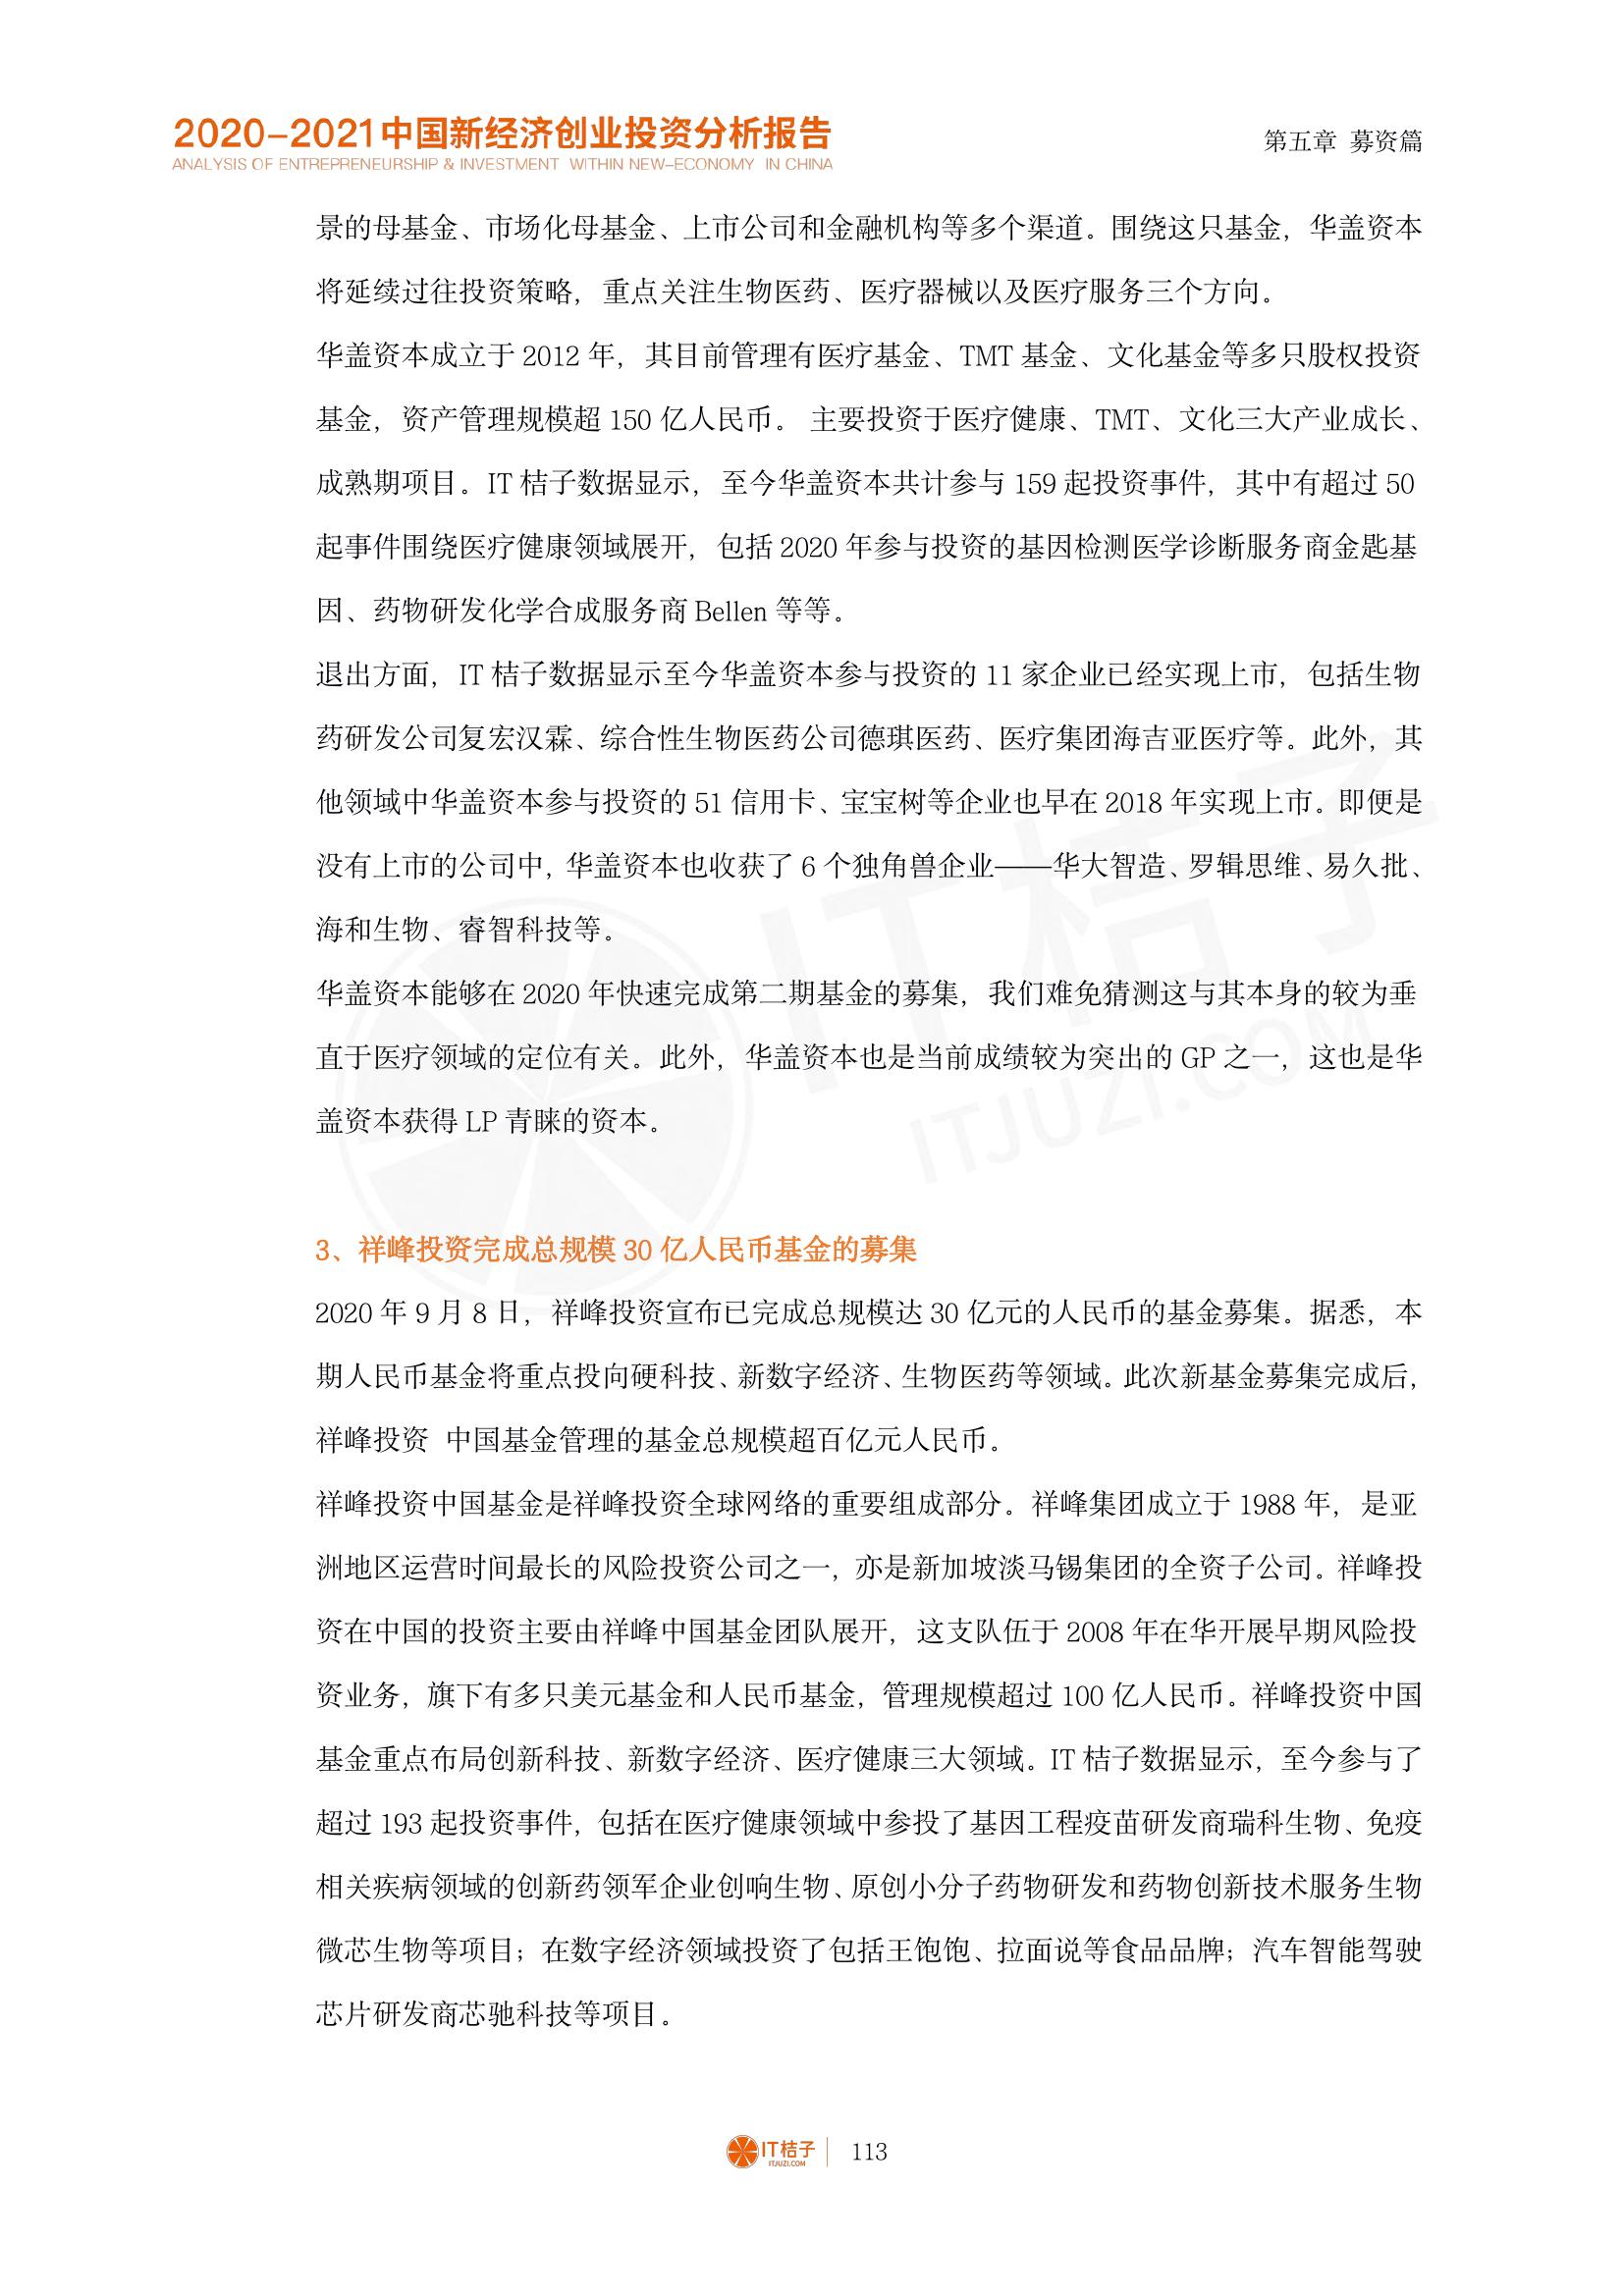 2020-2021中国新经济创业投资分析报告
ANALYSIS OF ENTREPRENEURSHIP & INVESTMENT WITHIN NEW-ECONOMY IN CHINA
第五章 募资篇
景的母基金、市场化母基金、上市公司和金融机构等多个渠道。围绕这只基金，华盖资本
将延续过往投资策略，重点关注生物医药、医疗器械以及医疗服务三个方向。
华盖资本成立于 2012 年，其目前管理有医疗基金、TMT 基金、文化基金等多只股权投资
基金，资产管理规模超 150 亿人民币。 主要投资于医疗健康、TMT、文化三大产业成长、
成熟期项目。IT 桔子数据显示，至今华盖资本共计参与 159 起投资事件，其中有超过 50
起事件围绕医疗健康领域展开，包括 2020 年参与投资的基因检测医学诊断服务商金匙基
因、药物研发化学合成服务商 Bellen 等等。
退出方面，IT 桔子数据显示至今华盖资本参与投资的 11 家企业已经实现上市，包括生物
药研发公司复宏汉霖、综合性生物医药公司德琪医药、医疗集团海吉亚医疗等。此外，其
他领域中华盖资本参与投资的 51 信用卡、宝宝树等企业也早在 2018 年实现上市。即便是
没有上市的公司中，华盖资本也收获了 6 个独角兽企业——华大智造、罗辑思维、易久批、
海和生物、睿智科技等。
华盖资本能够在 2020 年快速完成第二期基金的募集，我们难免猜测这与其本身的较为垂
直于医疗领域的定位有关。此外，华盖资本也是当前成绩较为突出的 GP 之一，这也是华
盖资本获得 LP 青睐的资本。
IT桔子
ITJUZI.COM
3、祥峰投资完成总规模 30 亿人民币基金的募集
2020 年 9 月 8 日，祥峰投资宣布已完成总规模达 30 亿元的人民币的基金募集。据悉，本
期人民币基金将重点投向硬科技、新数字经济、生物医药等领域。此次新基金募集完成后，
祥峰投资 中国基金管理的基金总规模超百亿元人民币。
祥峰投资中国基金是祥峰投资全球网络的重要组成部分。祥峰集团成立于 1988 年，是亚
洲地区运营时间最长的风险投资公司之一，亦是新加坡淡马锡集团的全资子公司。祥峰投
资在中国的投资主要由祥峰中国基金团队展开，这支队伍于 2008 年在华开展早期风险投
资业务，旗下有多只美元基金和人民币基金，管理规模超过 100 亿人民币。祥峰投资中国
基金重点布局创新科技、新数字经济、医疗健康三大领域。IT 桔子数据显示，至今参与了
超过 193 起投资事件，包括在医疗健康领域中参投了基因工程疫苗研发商瑞科生物、免疫
相关疾病领域的创新药领军企业创响生物、原创小分子药物研发和药物创新技术服务生物
微芯生物等项目；在数字经济领域投资了包括王饱饱、拉面说等食品品牌；汽车智能驾驶
芯片研发商芯驰科技等项目。
IT桔子
ITJUZI.COM
113